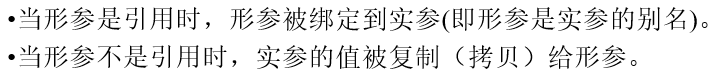 •当形参是引用时，形参被绑定到实参(即形参是实参的别名)。
•当形参不是引用时，实参的值被复制（拷贝）给形参。